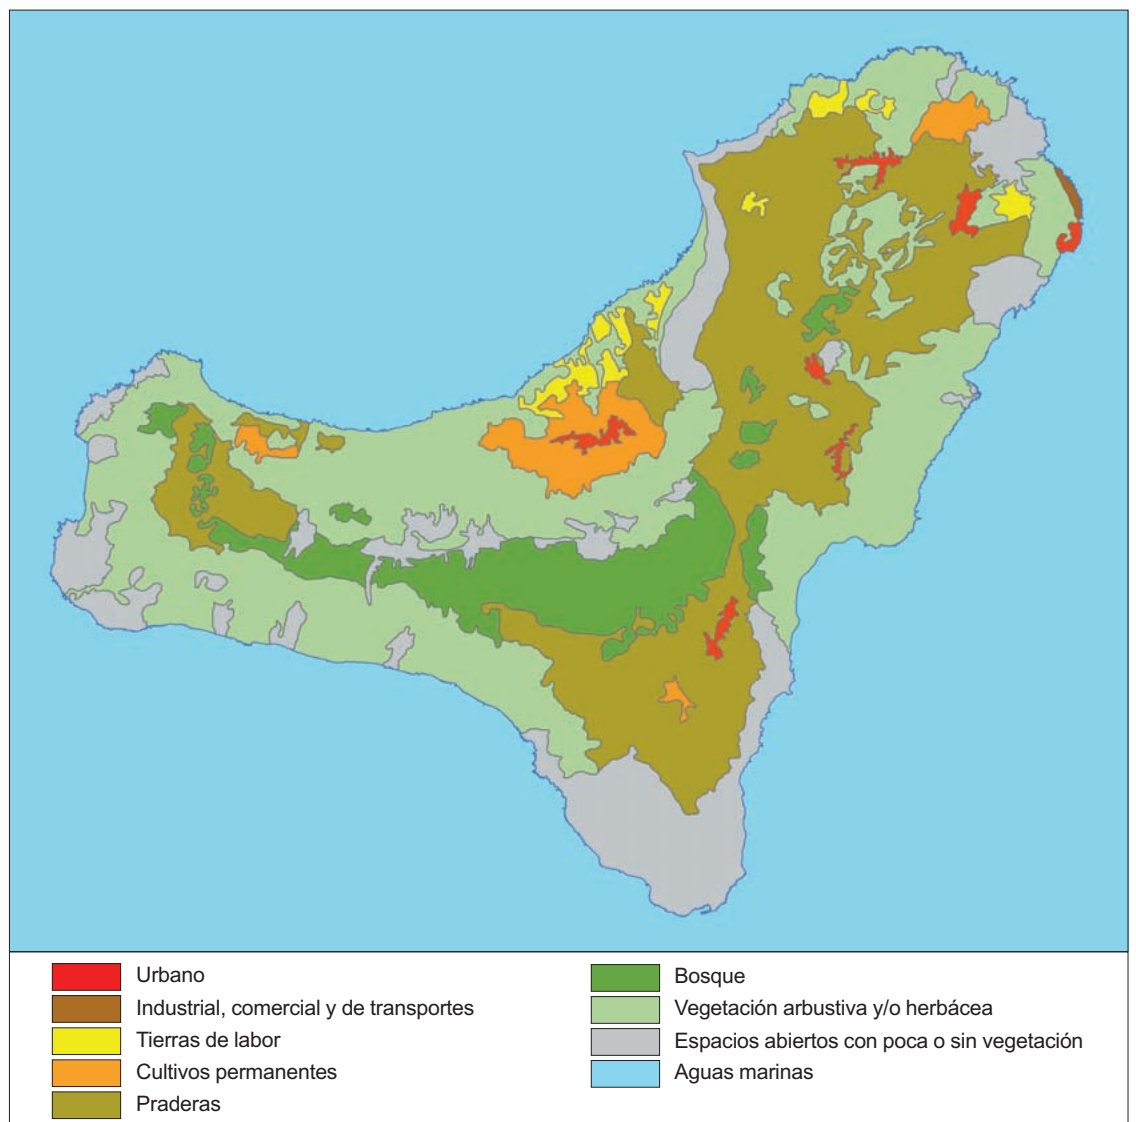 Urbano
Industrial, comercial y de transportes
Tierras de labor
Cultivos permanentes
Praderas
Bosque
Vegetación arbustiva y/o herbácea
Espacios abiertos con poca o sin vegetación
Aguas marinas